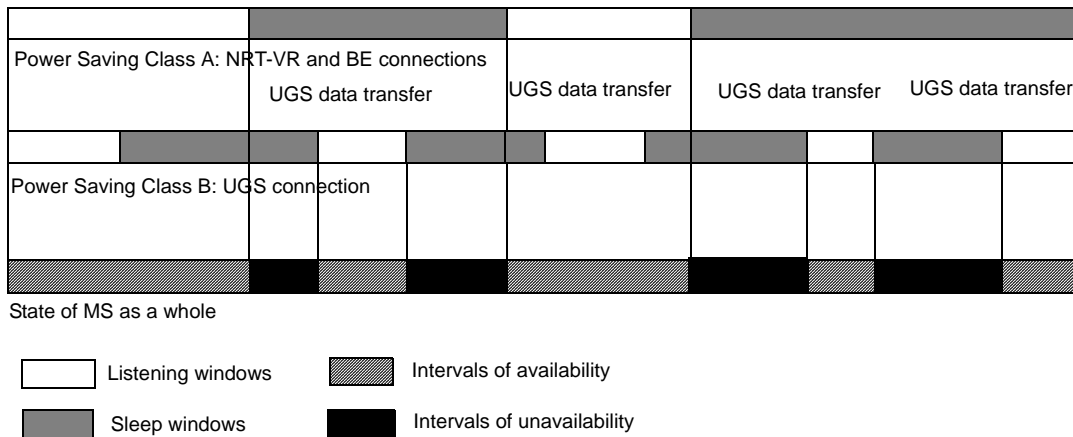 Power Saving Class A: NRT-VR and BE connections
UGS data transfer
UGS data transfer
UGS data transfer
UGS data transfer
Power Saving Class B: UGS connection
State of MS as a whole
Listening windows
Intervals of availability
Sleep windows
Intervals of unavailability